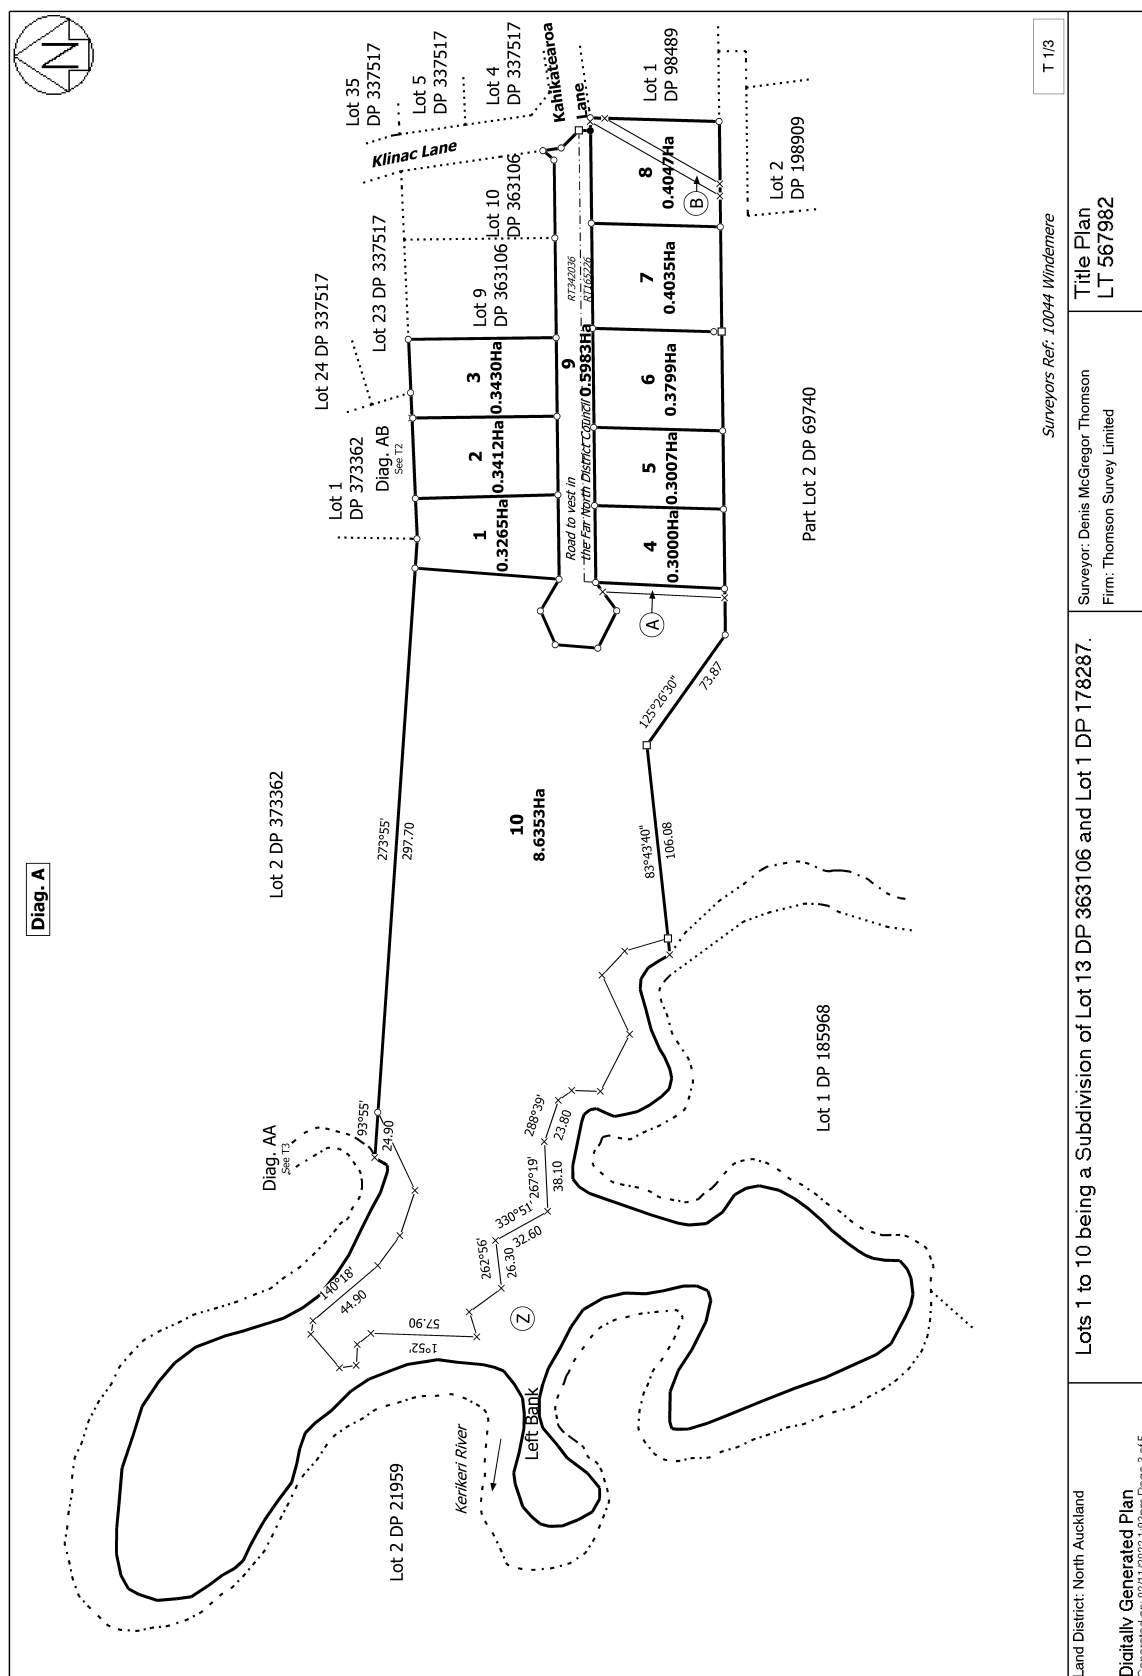 N
Diag. A
T 1/3
Lot 35
DP 337517
Lot 5
DP 337517
Lot 4
DP 337517
Kahikatearoa
Lane
Lot 1
DP 98489
Klinac Lane
Lot 2
DP 198909
Lot 10
DP 363106
Lot 9
DP 363106
Lot 23 DP 337517
Lot 24 DP 337517
Lot 1
DP 373362
Diag. AB
See T2
8
0.4047Ha
B
7
0.4035Ha
6
0.3799Ha
5
0.3007Ha
4
0.3000Ha
A
3
0.3430Ha
2
0.3412Ha
1
0.3265Ha
9
0.5983Ha
RT342036
RT165226
Road to vest in
the Far North District Council
Part Lot 2 DP 69740
Lot 2 DP 373362
10
8.6353Ha
273°55'
297.70
125°26'30"
73.87
83°43'40"
106.08
Lot 1 DP 185968
93°55'
24.90
Diag. AA
See T3
288°39'
23.80
267°19'
38.10
330°51'
32.60
262°56'
26.30
140°18'
44.90
57.90
1°52'
Z
Left Bank
Kerikeri River
Lot 2 DP 21959
Surveyors Ref: 10044 Windemere
Land District: North Auckland
Digitally Generated Plan
Lots 1 to 10 being a Subdivision of Lot 13 DP 363106 and Lot 1 DP 178287.
Surveyor: Denis McGregor Thomson
Firm: Thomson Survey Limited
Title Plan
LT 567982